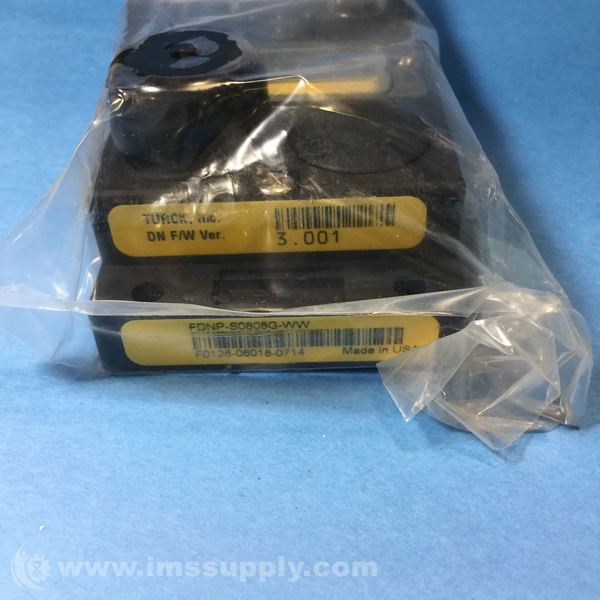 TURCK, Inc.
DN F/W Ver.
3.001
FDNP-S0808G-WW
F0126-06018-0714 Made in USA
www.imssupply.com